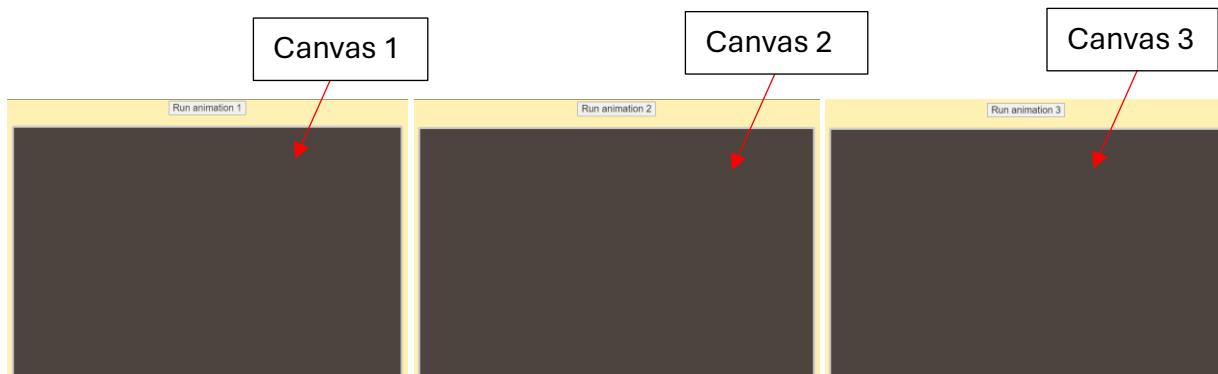 Canvas 1
Canvas 2
Canvas 3
Run animation 1
Run animation 2
Run animation 3